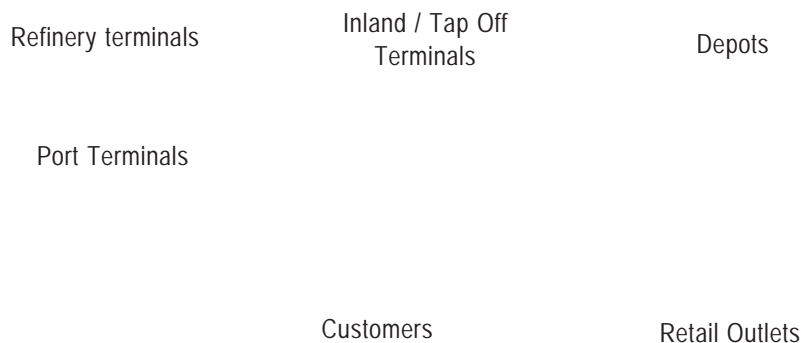 Refinery terminals
Inland / Tap Off
Terminals
Depots
Port Terminals
Customers
Retail Outlets